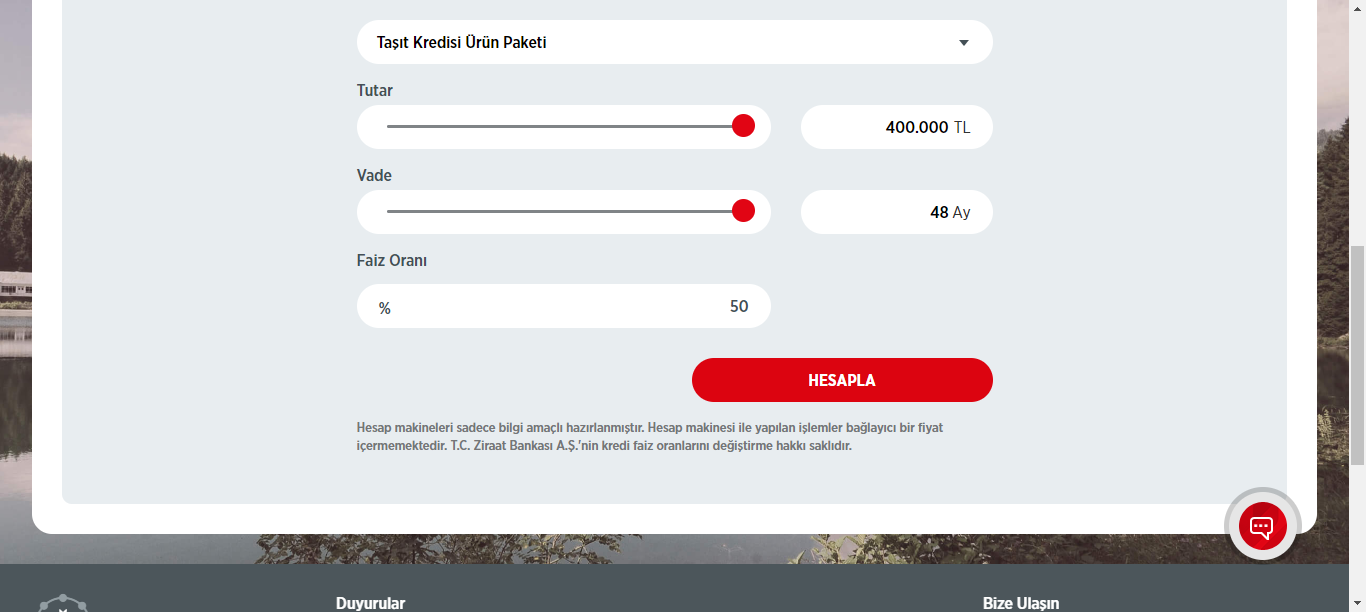 Taşıt Kredisi Ürün Paketi
Tutar
400.000 TL
Vade
48 Ay
Faiz Oranı
% 50
HESAPLA
Hesap makineleri sadece bilgi amaçlı hazırlanmıştır. Hesap makinesi ile yapılan işlemler bağlayıcı bir fiyat
içermemektedir. T.C. Ziraat Bankası A.Ş.'nin kredi faiz oranlarını değiştirme hakkı saklıdır.
Duyurular
Bize Ulaşın